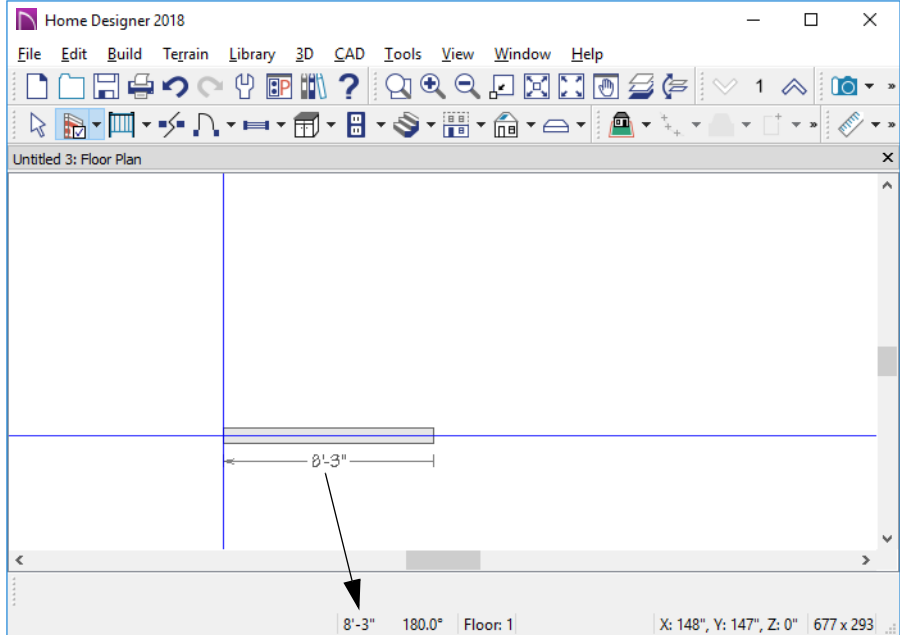 Home Designer 2018
File Edit Build Terrain Library 3D CAD Tools View Window Help
P ? 1 »
» »
Untitled 3: Floor Plan
8'-3"
8'-3" 180.0° Floor: 1 X: 148", Y: 147", Z: 0" 677 x 293